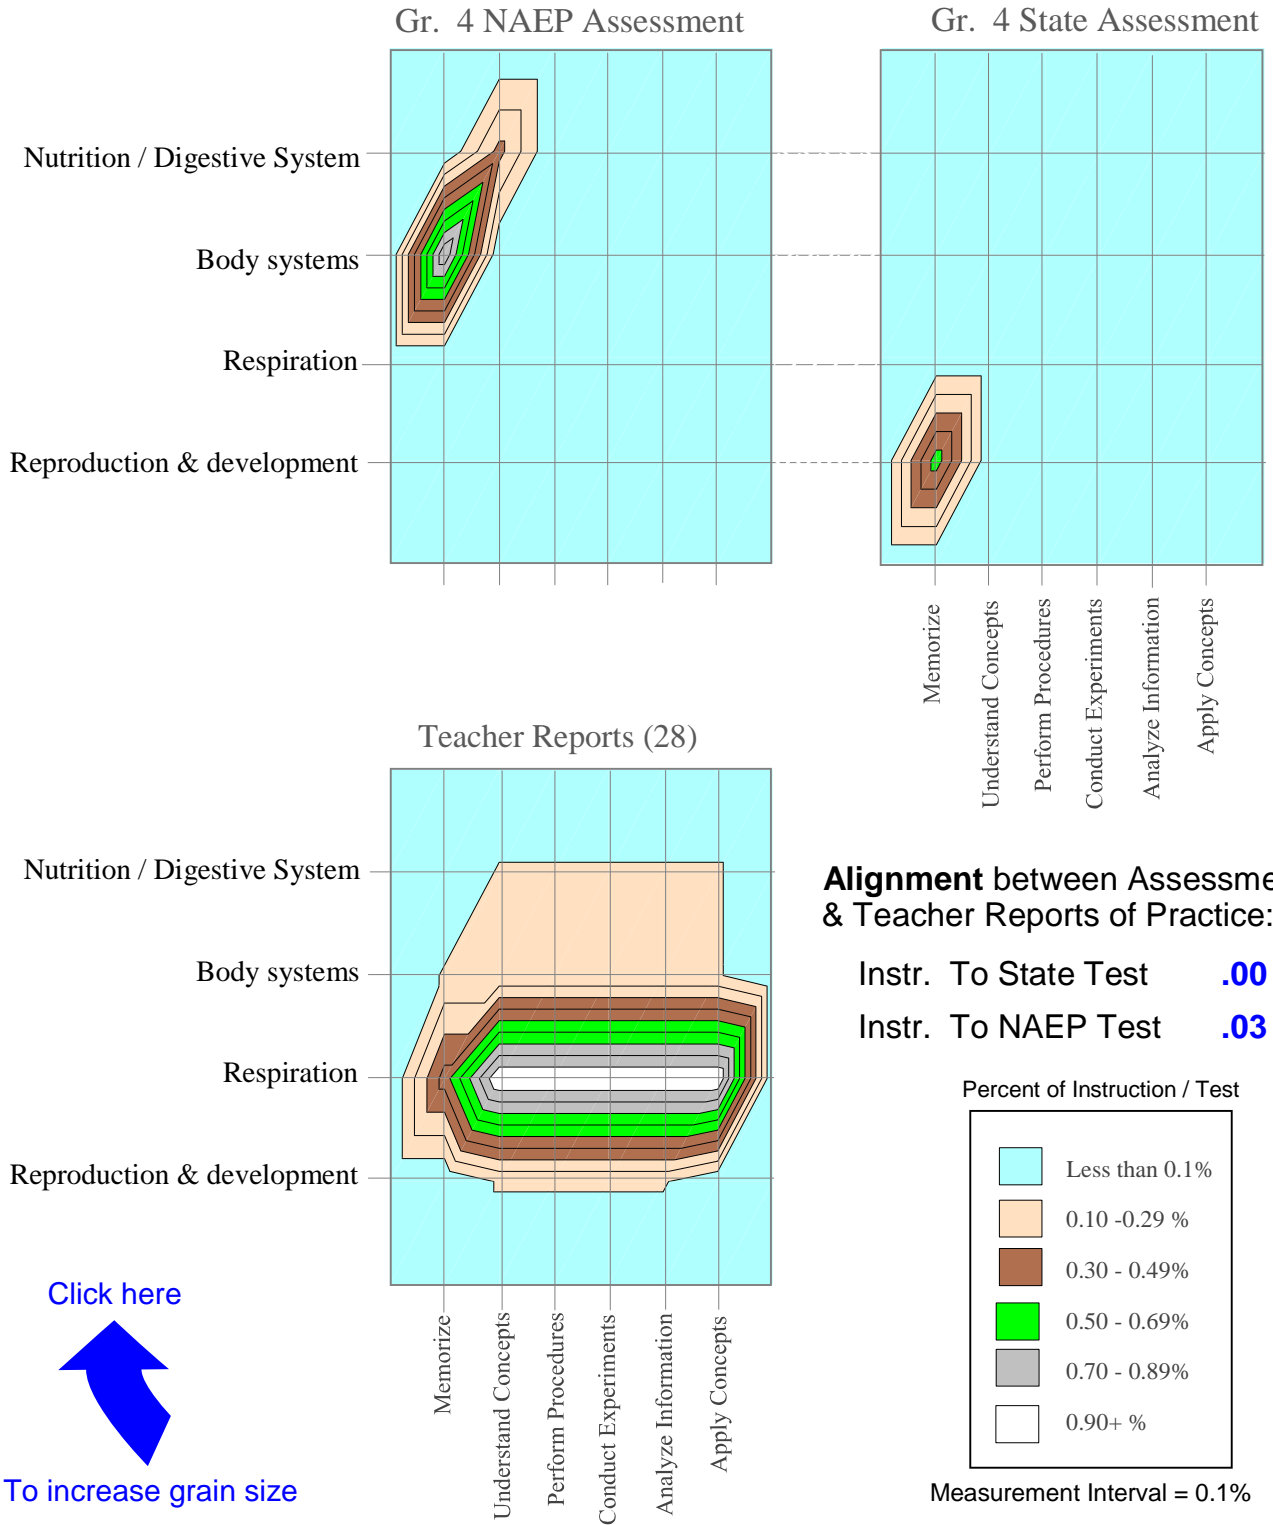 Gr. 4 NAEP Assessment
Gr. 4 State Assessment
Nutrition / Digestive System
Body systems
Respiration
Reproduction & development
Memorize
Understand Concepts
Perform Procedures
Conduct Experiments
Analyze Information
Apply Concepts
Teacher Reports (28)
Nutrition / Digestive System
Body systems
Respiration
Reproduction & development
Memorize
Understand Concepts
Perform Procedures
Conduct Experiments
Analyze Information
Apply Concepts
Alignment between Assessme
& Teacher Reports of Practice:
Instr. To State Test .00
Instr. To NAEP Test .03
Percent of Instruction / Test
Less than 0.1%
0.10 -0.29 %
0.30 - 0.49%
0.50 - 0.69%
0.70 - 0.89%
0.90+ %
Measurement Interval = 0.1%
Click here
To increase grain size